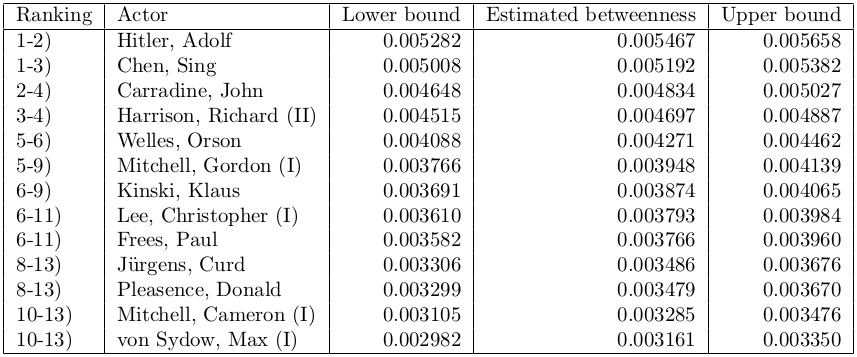 Ranking Actor Lower bound Estimated betweenness Upper bound
1-2) Hitler, Adolf 0.005282 0.005467 0.005658
1-3) Chen, Sing 0.005008 0.005192 0.005382
2-4) Carradine, John 0.004648 0.004834 0.005027
3-4) Harrison, Richard (II) 0.004515 0.004697 0.004887
5-6) Welles, Orson 0.004088 0.004271 0.004462
5-9) Mitchell, Gordon (I) 0.003766 0.003948 0.004139
6-9) Kinski, Klaus 0.003691 0.003874 0.004065
6-11) Lee, Christopher (I) 0.003610 0.003793 0.003984
6-11) Frees, Paul 0.003582 0.003766 0.003960
8-13) Jürgens, Curd 0.003306 0.003486 0.003676
8-13) Pleasence, Donald 0.003299 0.003479 0.003670
10-13) Mitchell, Cameron (I) 0.003105 0.003285 0.003476
10-13) von Sydow, Max (I) 0.002982 0.003161 0.003350